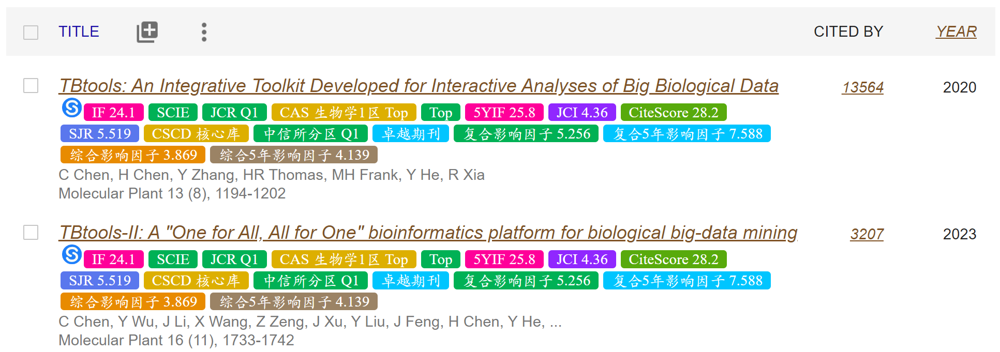 TITLE CITED BY YEAR
TBtools: An Integrative Toolkit Developed for Interactive Analyses of Big Biological Data 13564 2020
IF 24.1 SCIE JCR Q1 CAS 生物学1区 Top Top 5YIF 25.8 JCI 4.36 CiteScore 28.2
SJR 5.519 CSCD 核心库 中信所分区 Q1 卓越期刊 复合影响因子 5.256 复合5年影响因子 7.588
综合影响因子 3.869 综合5年影响因子 4.139
C Chen, H Chen, Y Zhang, HR Thomas, MH Frank, Y He, R Xia
Molecular Plant 13 (8), 1194-1202
TBtools-II: A "One for All, All for One" bioinformatics platform for biological big-data mining 3207 2023
IF 24.1 SCIE JCR Q1 CAS 生物学1区 Top Top 5YIF 25.8 JCI 4.36 CiteScore 28.2
SJR 5.519 CSCD 核心库 中信所分区 Q1 卓越期刊 复合影响因子 5.256 复合5年影响因子 7.588
综合影响因子 3.869 综合5年影响因子 4.139
C Chen, Y Wu, J Li, X Wang, Z Zeng, J Xu, Y Liu, J Feng, H Chen, Y He, ...
Molecular Plant 16 (11), 1733-1742